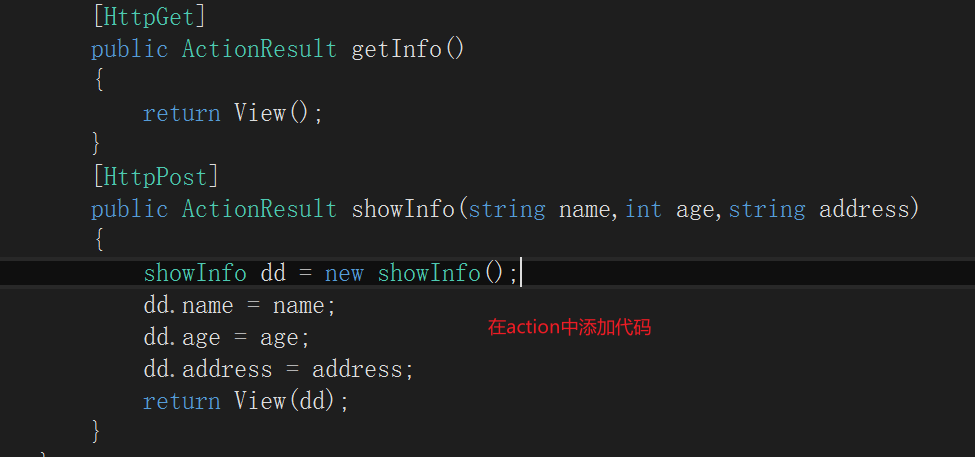 [HttpGet]
public ActionResult getInfo()
{
return View();
}
[HttpPost]
public ActionResult showInfo(string name,int age,string address)
{
showInfo dd = new showInfo();
dd.name = name;
在action中添加代码
dd.age = age;
dd.address = address;
return View(dd);
}